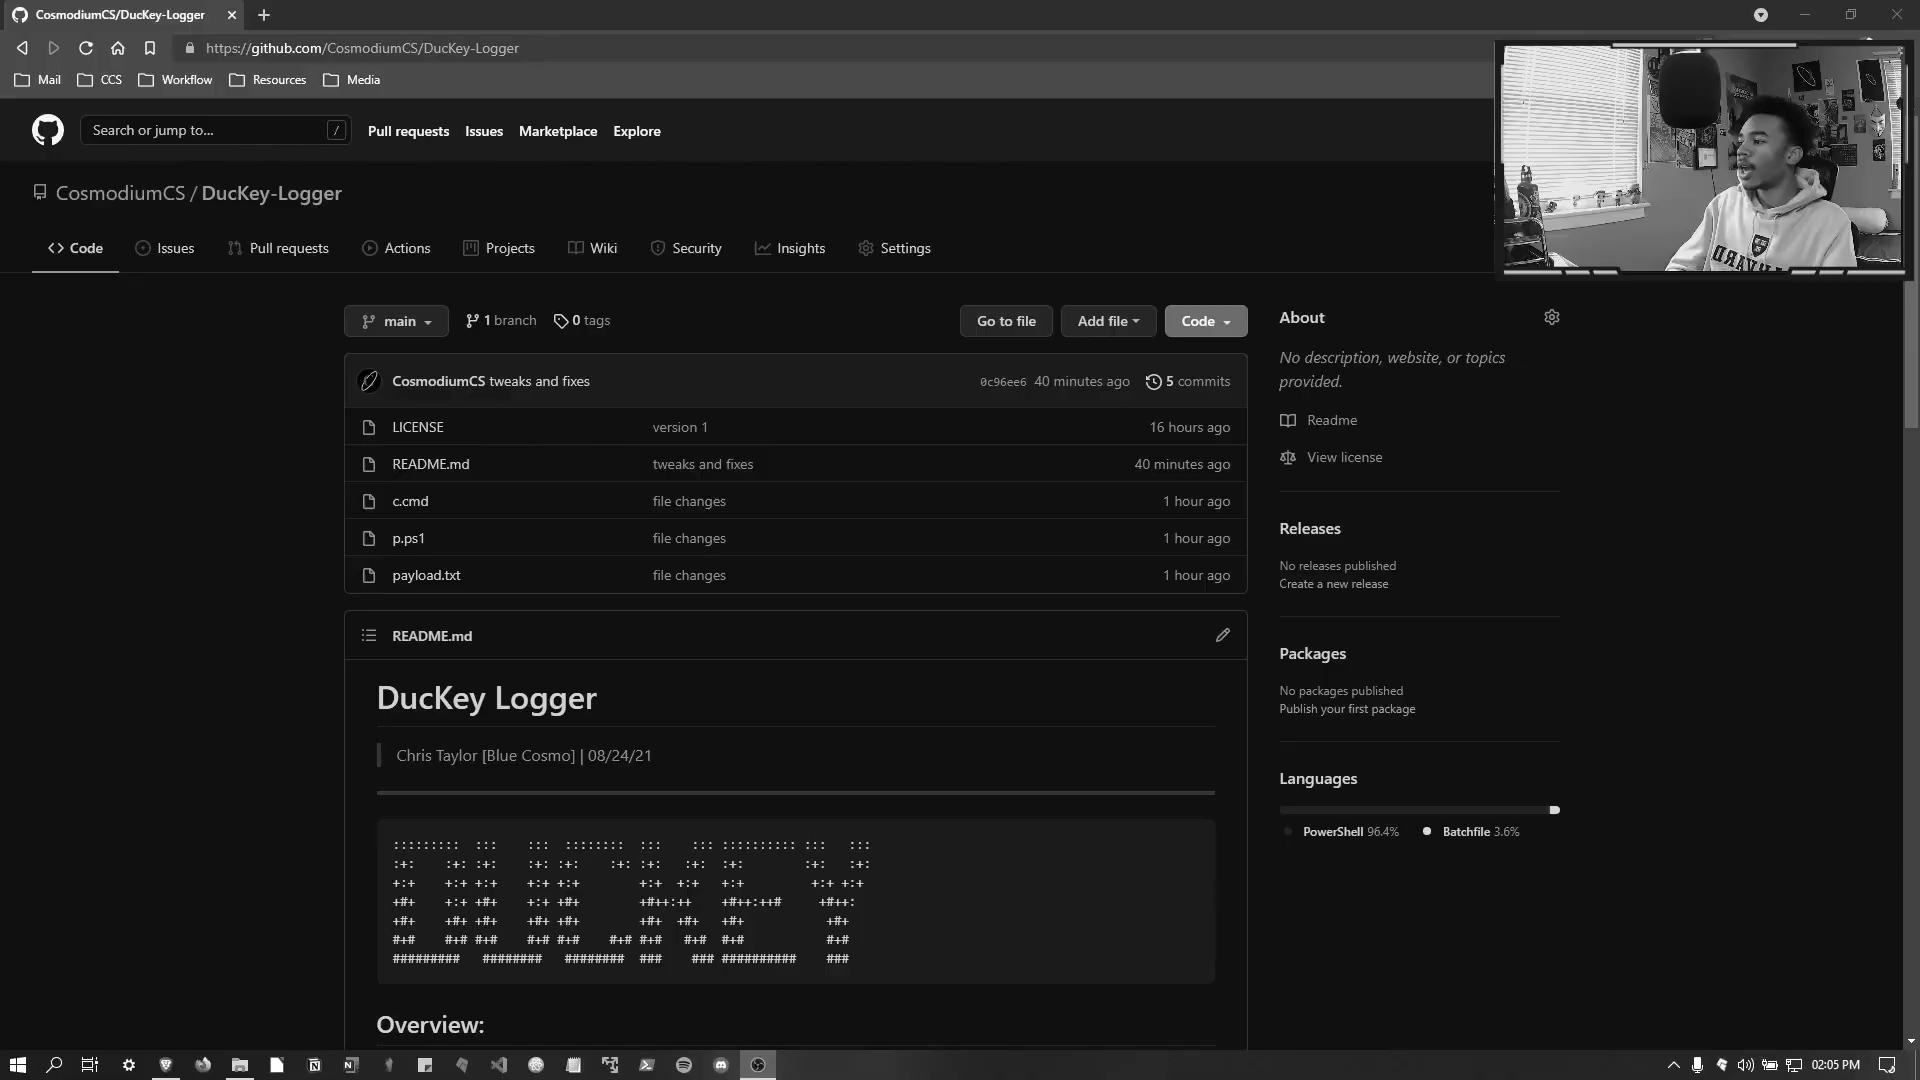 CosmodiumCS/DucKey-Logger
https://github.com/CosmodiumCS/DucKey-Logger
Mail
CCS
Workflow
Resources
Media
Search or jump to...
/
Pull requests
Issues
Marketplace
Explore
CosmodiumCS / DucKey-Logger
Code
Issues
Pull requests
Actions
Projects
Wiki
Security
Insights
Settings
main
1 branch
0 tags
Go to file
Add file
Code
CosmodiumCS tweaks and fixes
0c96ee6 40 minutes ago
5 commits
LICENSE version 1 16 hours ago
README.md tweaks and fixes 40 minutes ago
c.cmd file changes 1 hour ago
p.ps1 file changes 1 hour ago
payload.txt file changes 1 hour ago
About
No description, website, or topics
provided.
Readme
View license
Releases
No releases published
Create a new release
Packages
No packages published
Publish your first package
Languages
PowerShell 96.4%
Batchfile 3.6%
README.md
DucKey Logger
Chris Taylor [Blue Cosmo] | 08/24/21
:::::::::  :::    :::  ::::::::  :::    ::: :::::::::: :::   :::
:+:    :+: :+:    :+: :+:    :+: :+:   :+:  :+:        :+:   :+:
+:+    +:+ +:+    +:+ +:+        +:+  +:+   +:+         +:+ +:+
+#+    +:+ +#+    +:+ +#+        +#++:++    +#++:++#     +#++:
+#+    +#+ +#+    +#+ +#+        +#+  +#+   +#+           +#+
#+#    #+# #+#    #+# #+#    #+# #+#   #+#  #+#           #+#
#########   ########   ########  ###    ### ##########    ###
Overview:
02:05 PM